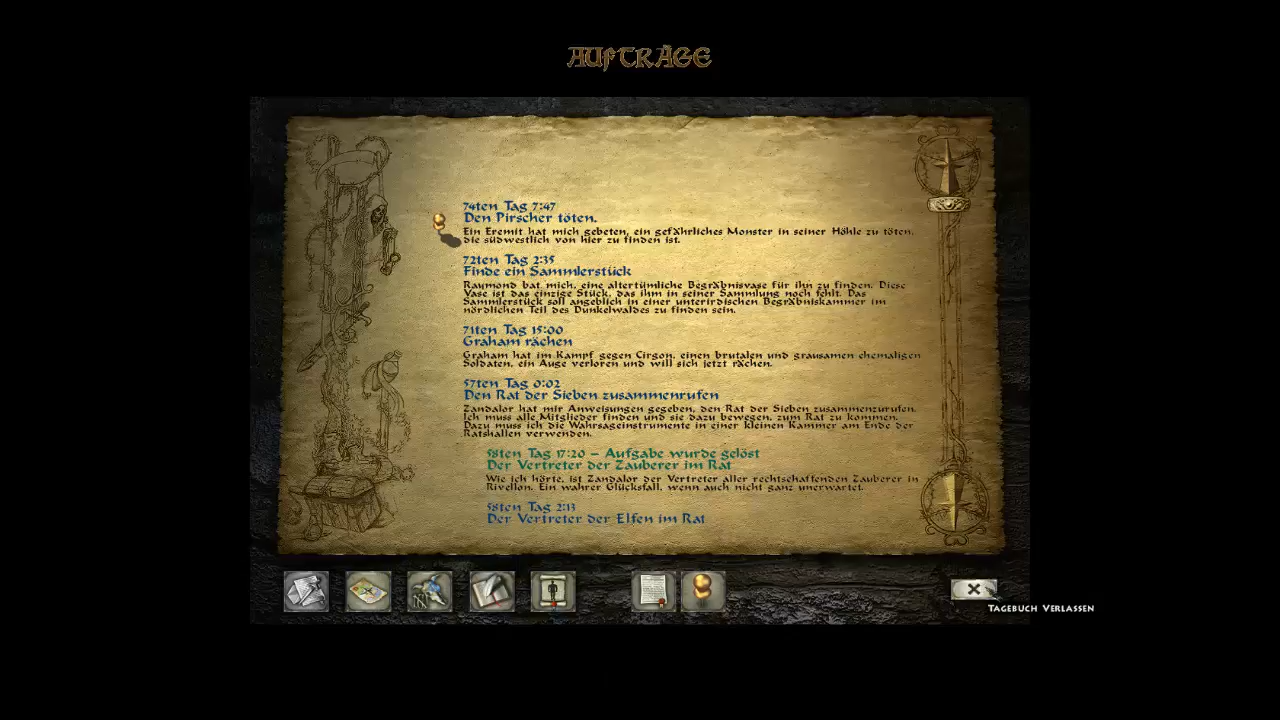 AUFTRÄGE
74ten Tag 7:47
Den Pirscher töten.
Ein Eremit hat mich gebeten, ein gefährliches Monster in seiner Höhle zu töten,
die südwestlich von hier zu finden ist.
72ten Tag 2:35
Finde ein Sammlerstück
Raymond bat mich, eine altertümliche Begräbnisvase für ihn zu finden. Diese
Vase ist das einzige Stück, das ihm in seiner Sammlung noch fehlt. Das
Sammlerstück soll angeblich in einer unterirdischen Begräbniskammer im
nördlichen Teil des Dunkelwaldes zu finden sein.
71ten Tag 15:00
Graham rächen
Graham hat im Kampf gegen Cirgon, einen brutalen und grausamen ehemaligen
Soldaten, ein Auge verloren und will sich jetzt rächen.
57ten Tag 0:02
Den Rat der Sieben zusammenrufen
Zandalor hat mir Anweisungen gegeben, den Rat der Sieben zusammenzurufen.
Ich muss alle Mitglieder finden und sie dazu bewegen, zum Rat zu kommen.
Dazu muss ich die Wahrsageinstrumente in einer kleinen Kammer am Ende der
Ratshallen verwenden.
58ten Tag 17:20 – Aufgabe wurde gelöst
Der Vertreter der Zauberer im Rat
Wie ich hörte, ist Zandalor der Vertreter aller rechtschaffenden Zauberer in
Rivellon. Ein wahrer Glücksfall, wenn auch nicht ganz unerwartet.
58ten Tag 2:13
Der Vertreter der Elfen im Rat
TAGEBUCH VERLASSEN